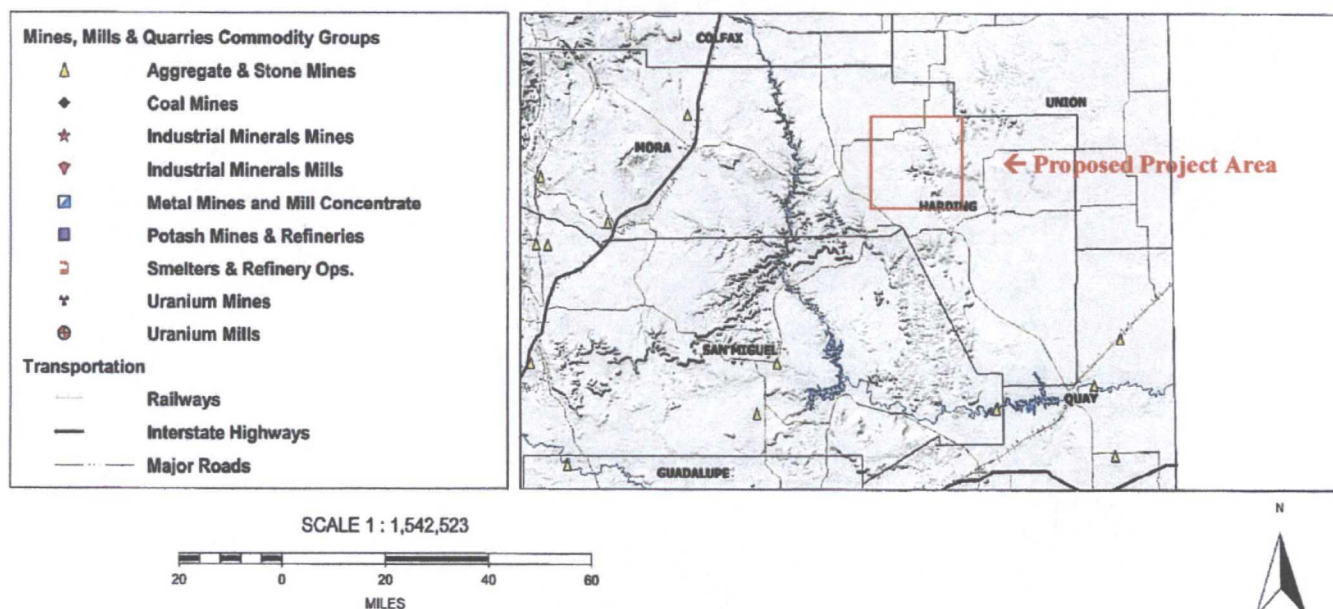 Mines, Mills & Quarries Commodity Groups
Aggregate & Stone Mines
Coal Mines
Industrial Minerals Mines
Industrial Minerals Mills
Metal Mines and Mill Concentrate
Potash Mines & Refineries
Smelters & Refinery Ops.
Uranium Mines
Uranium Mills
Transportation
Railways
Interstate Highways
Major Roads
COLFAX
UNION
MORA
← Proposed Project Area
HARDING
SAN MIGUEL
QUAY
GUADALUPE
SCALE 1 : 1,542,523
20 0 20 40 60
MILES
N